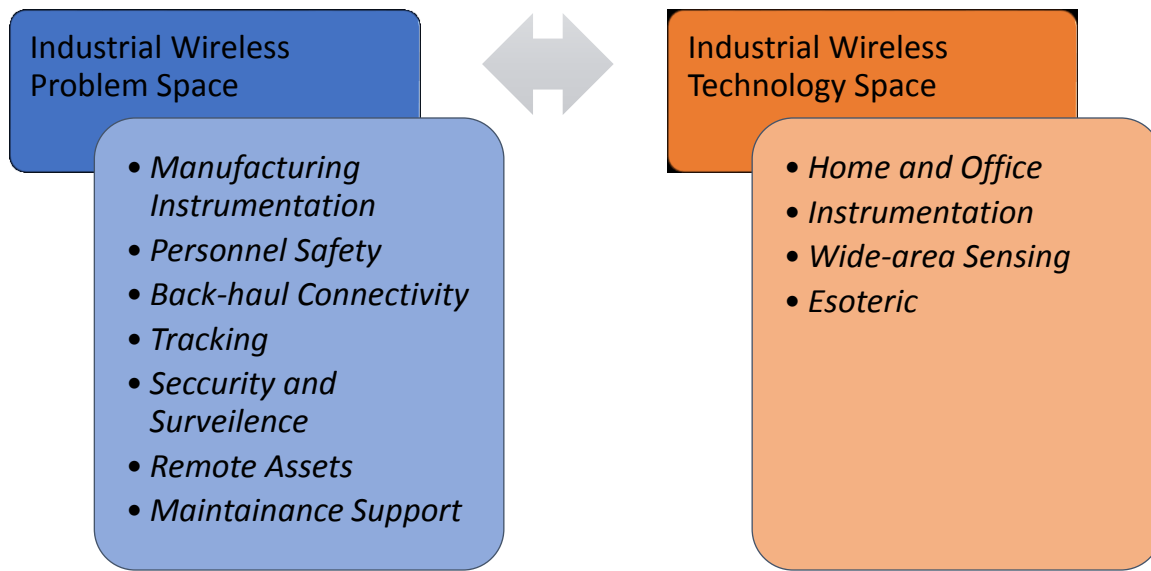 Industrial Wireless
Problem Space
• Manufacturing
Instrumentation
• Personnel Safety
• Back-haul Connectivity
• Tracking
• Seccurity and
Surveilence
• Remote Assets
• Maintainance Support
Industrial Wireless
Technology Space
• Home and Office
• Instrumentation
• Wide-area Sensing
• Esoteric